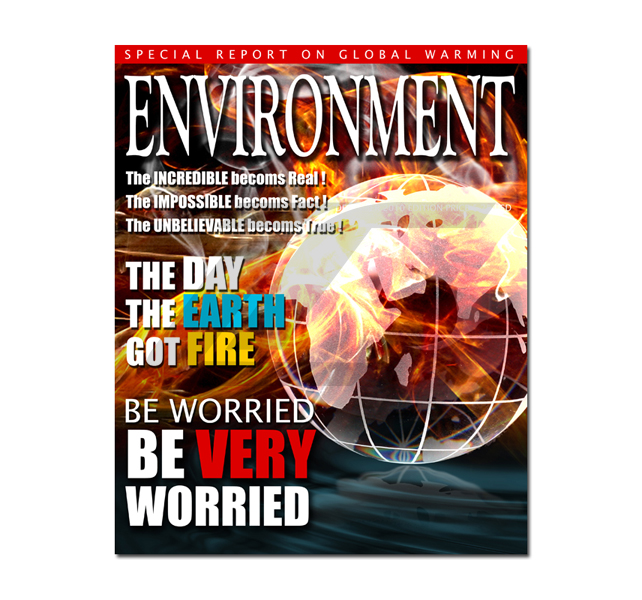 SPECIAL REPORT ON GLOBAL WARMING
ENVIRONMENT
The INCREDIBLE becoms Real !
The IMPOSSIBLE becoms Fact !
The UNBELIEVABLE becoms True !
THE DAY
THE EARTH
GOT FIRE
BE WORRIED
BE VERY
WORRIED